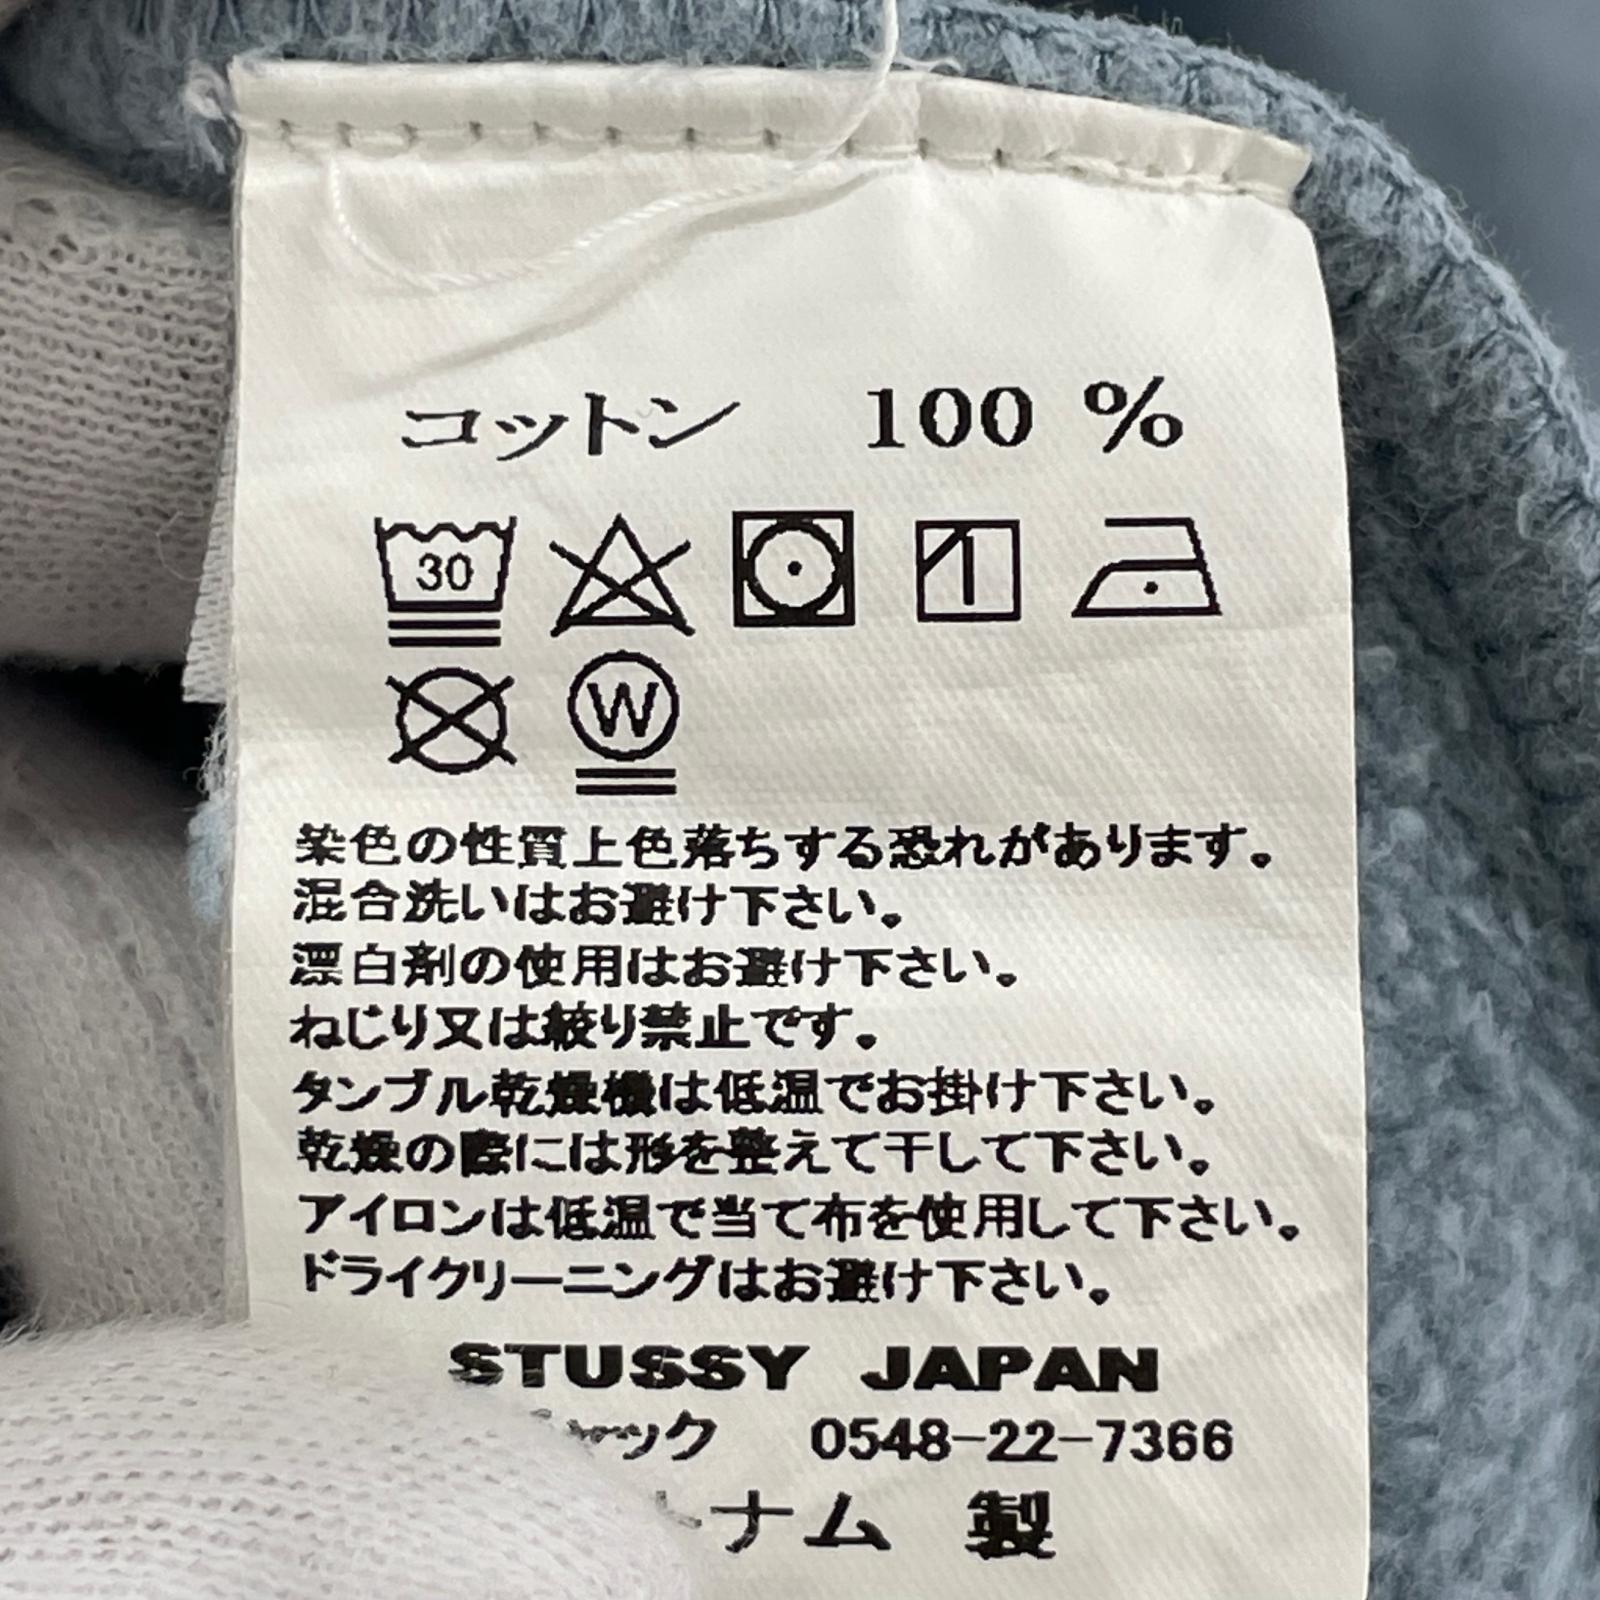 コットン 100 %
30
W
染色の性質上色落ちする恐れがあります。
混合洗いはお避け下さい。
漂白剤の使用はお避け下さい。
ねじり又は絞り禁止です。
タンブル乾燥機は低温でお掛け下さい。
乾燥の際には形を整えて干して下さい。
アイロンは低温で当て布を使用して下さい。
ドライクリーニングはお避け下さい。
STUSSY JAPAN
0548-22-7366
ナム 製